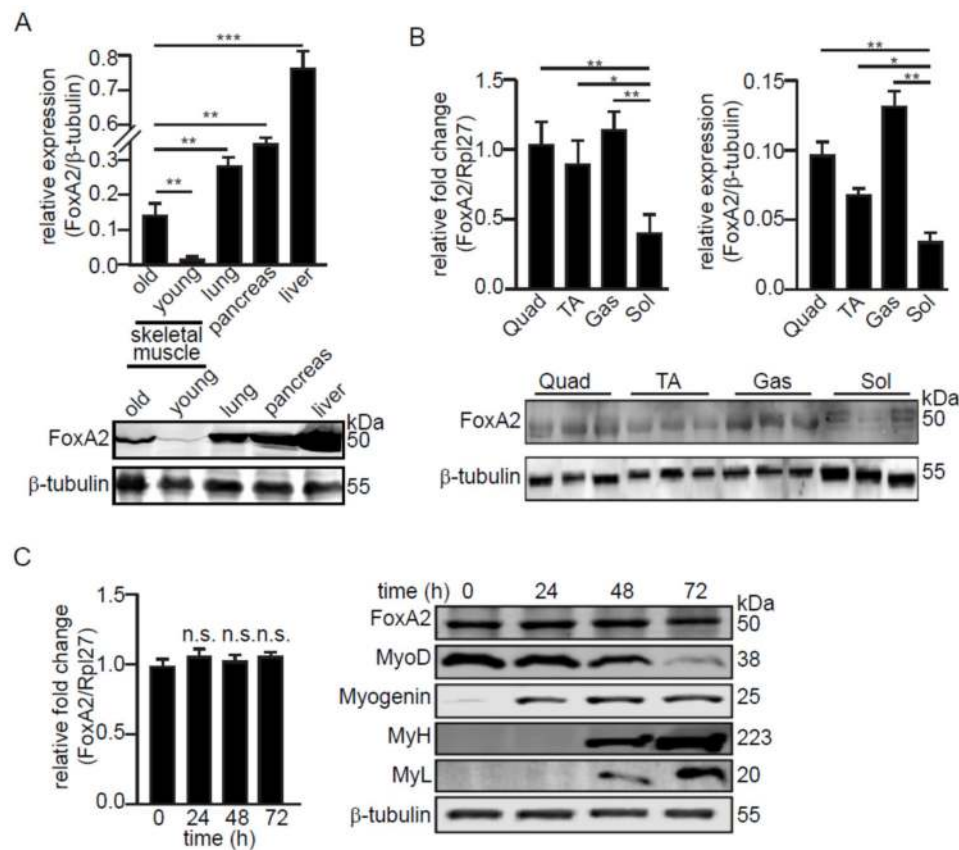 A
***
**
**
**
relative expression
(FoxA2/β-tubulin)
0.8
0.7
0.6
0.3
0.2
0.1
0.0
old
young
lung
pancreas
liver
skeletal
muscle
old
young
lung
pancreas
liver
kDa
FoxA2
50
β-tubulin
55
B
**
*
**
relative fold change
(FoxA2/Rpl27)
1.5
1.0
0.5
0.0
Quad
TA
Gas
Sol
**
*
**
relative expression
(FoxA2/β-tubulin)
0.15
0.10
0.05
0.00
Quad
TA
Gas
Sol
Quad TA Gas Sol
kDa
FoxA2
50
β-tubulin
55
C
relative fold change
(FoxA2/Rpl27)
1.5
1.0
0.5
0.0
n.s. n.s. n.s.
0 24 48 72
time (h)
time (h) 0 24 48 72
kDa
FoxA2 50
MyoD 38
Myogenin 25
MyH 223
MyL 20
β-tubulin 55